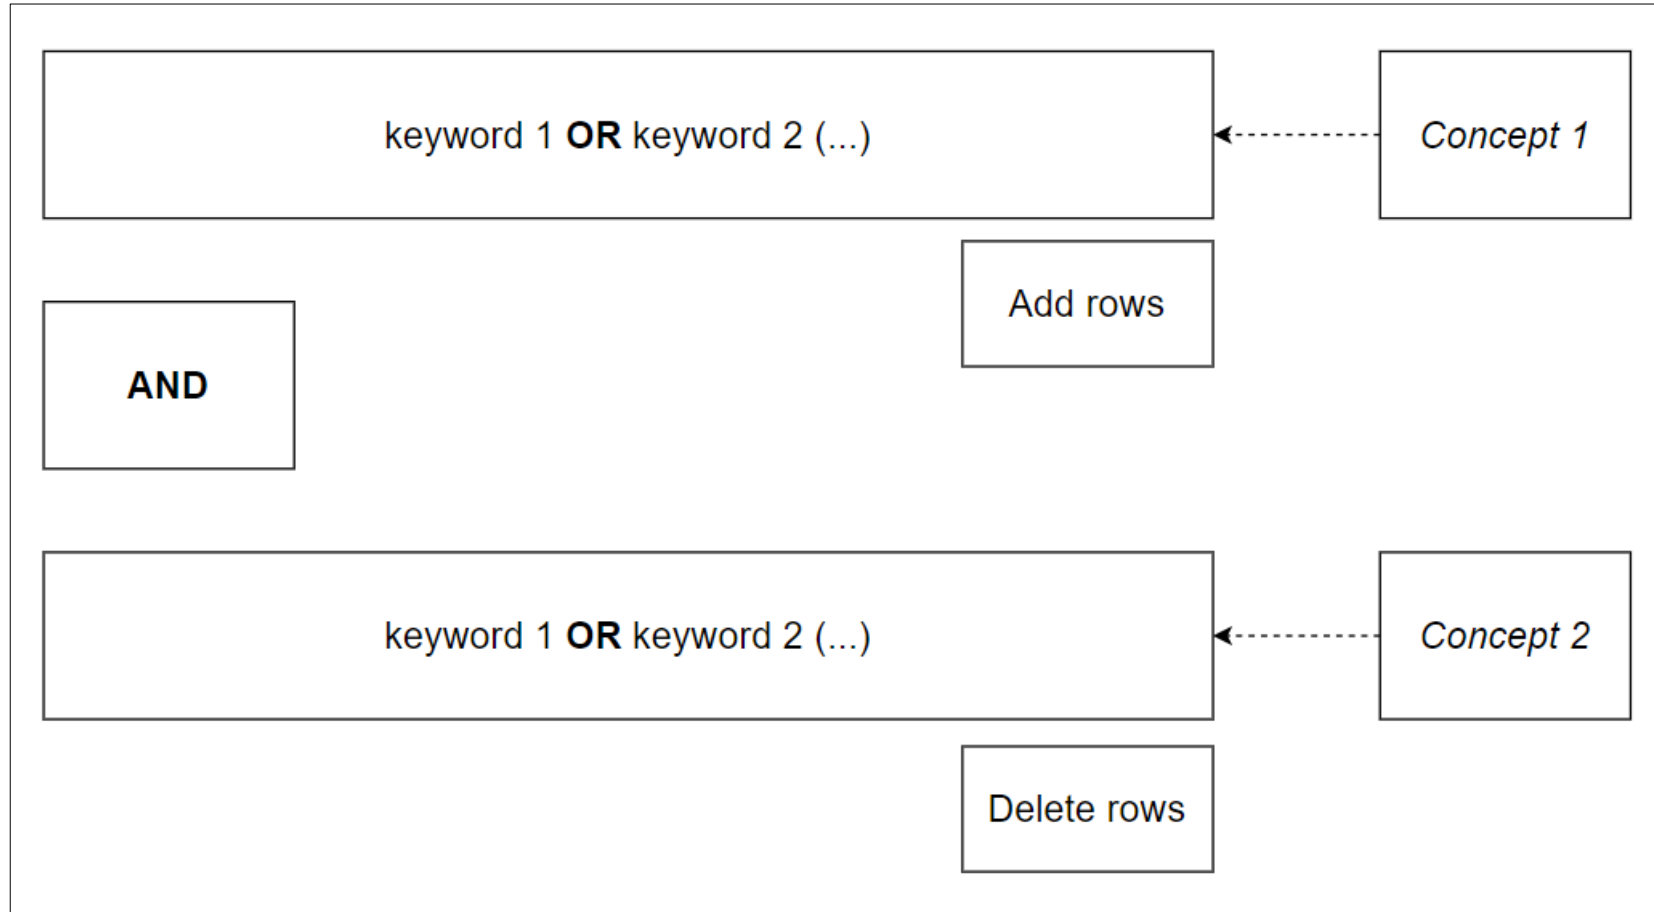 keyword 1 OR keyword 2 (...)
Concept 1
Add rows
AND
keyword 1 OR keyword 2 (...)
Concept 2
Delete rows